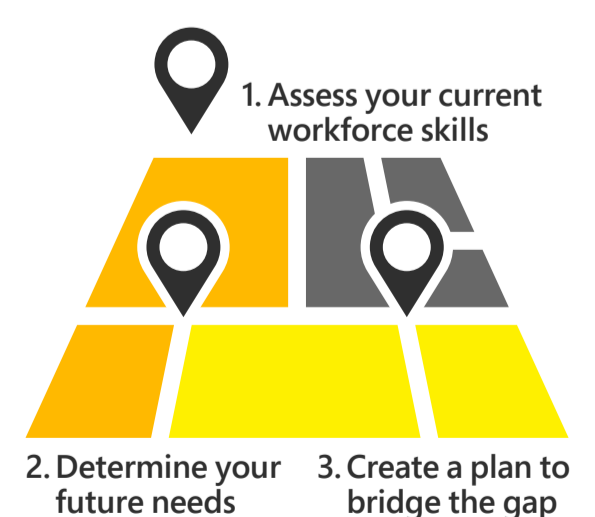 1. Assess your current
workforce skills
2. Determine your
future needs
3. Create a plan to
bridge the gap